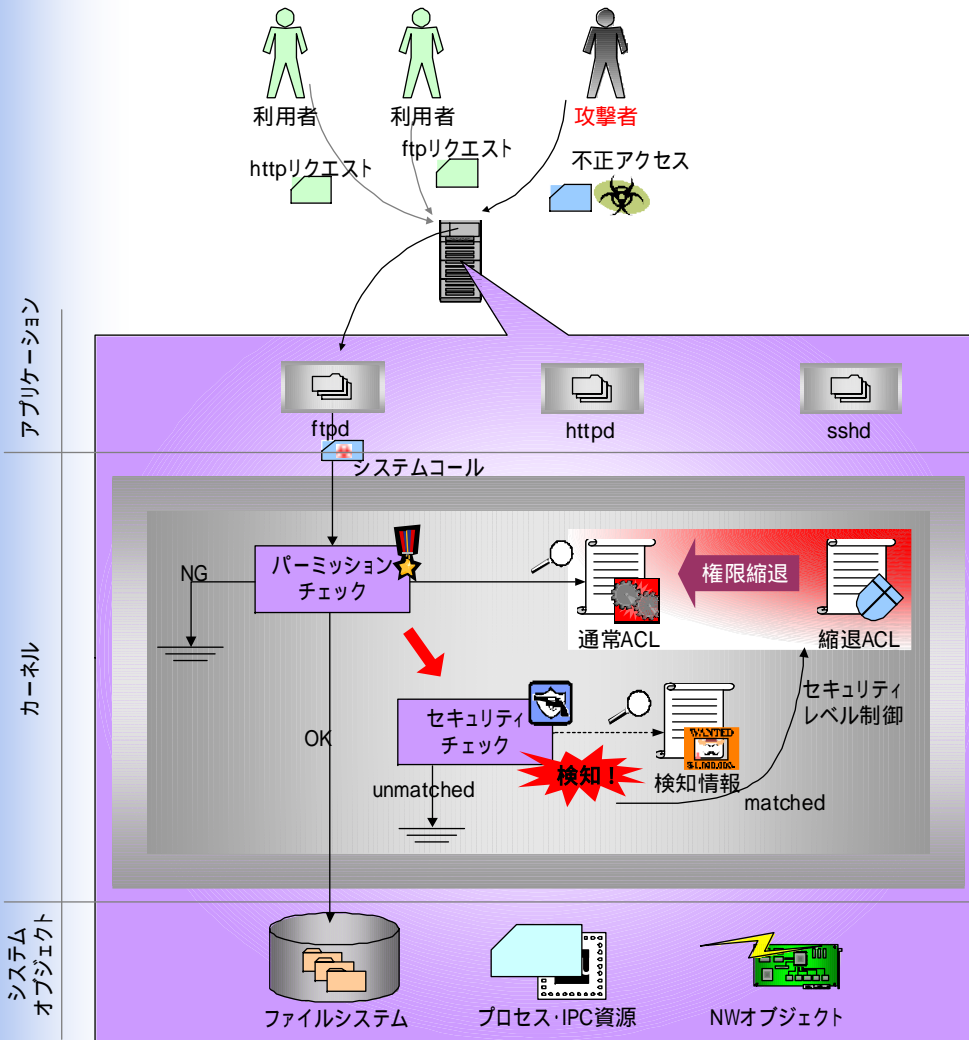 利用者
利用者
攻撃者
httpリクエスト
ftpリクエスト
不正アクセス
アプリケーション
ftpd
httpd
sshd
システムコール
カーネル
パーミッション
チェック
NG
OK
権限縮退
通常ACL
縮退ACL
セキュリティ
レベル制御
セキュリティ
チェック
検知！
WANTED
$1,000,000-
検知情報
unmatched
matched
システム
オブジェクト
ファイルシステム
プロセス・IPC資源
NWオブジェクト